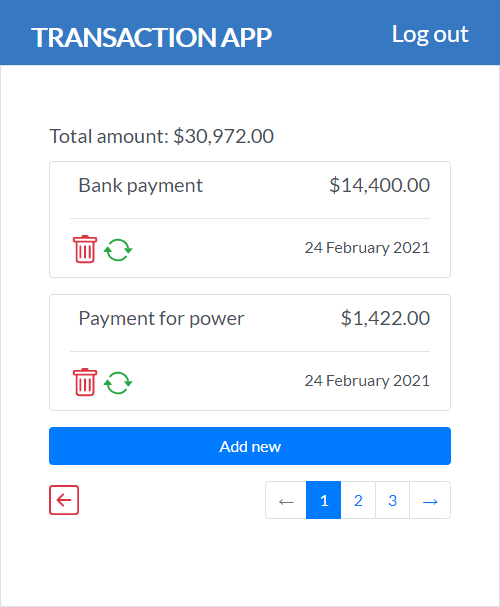 TRANSACTION APP Log out
Total amount: $30,972.00
Bank payment $14,400.00
24 February 2021
Payment for power $1,422.00
24 February 2021
Add new
← 1 2 3 →